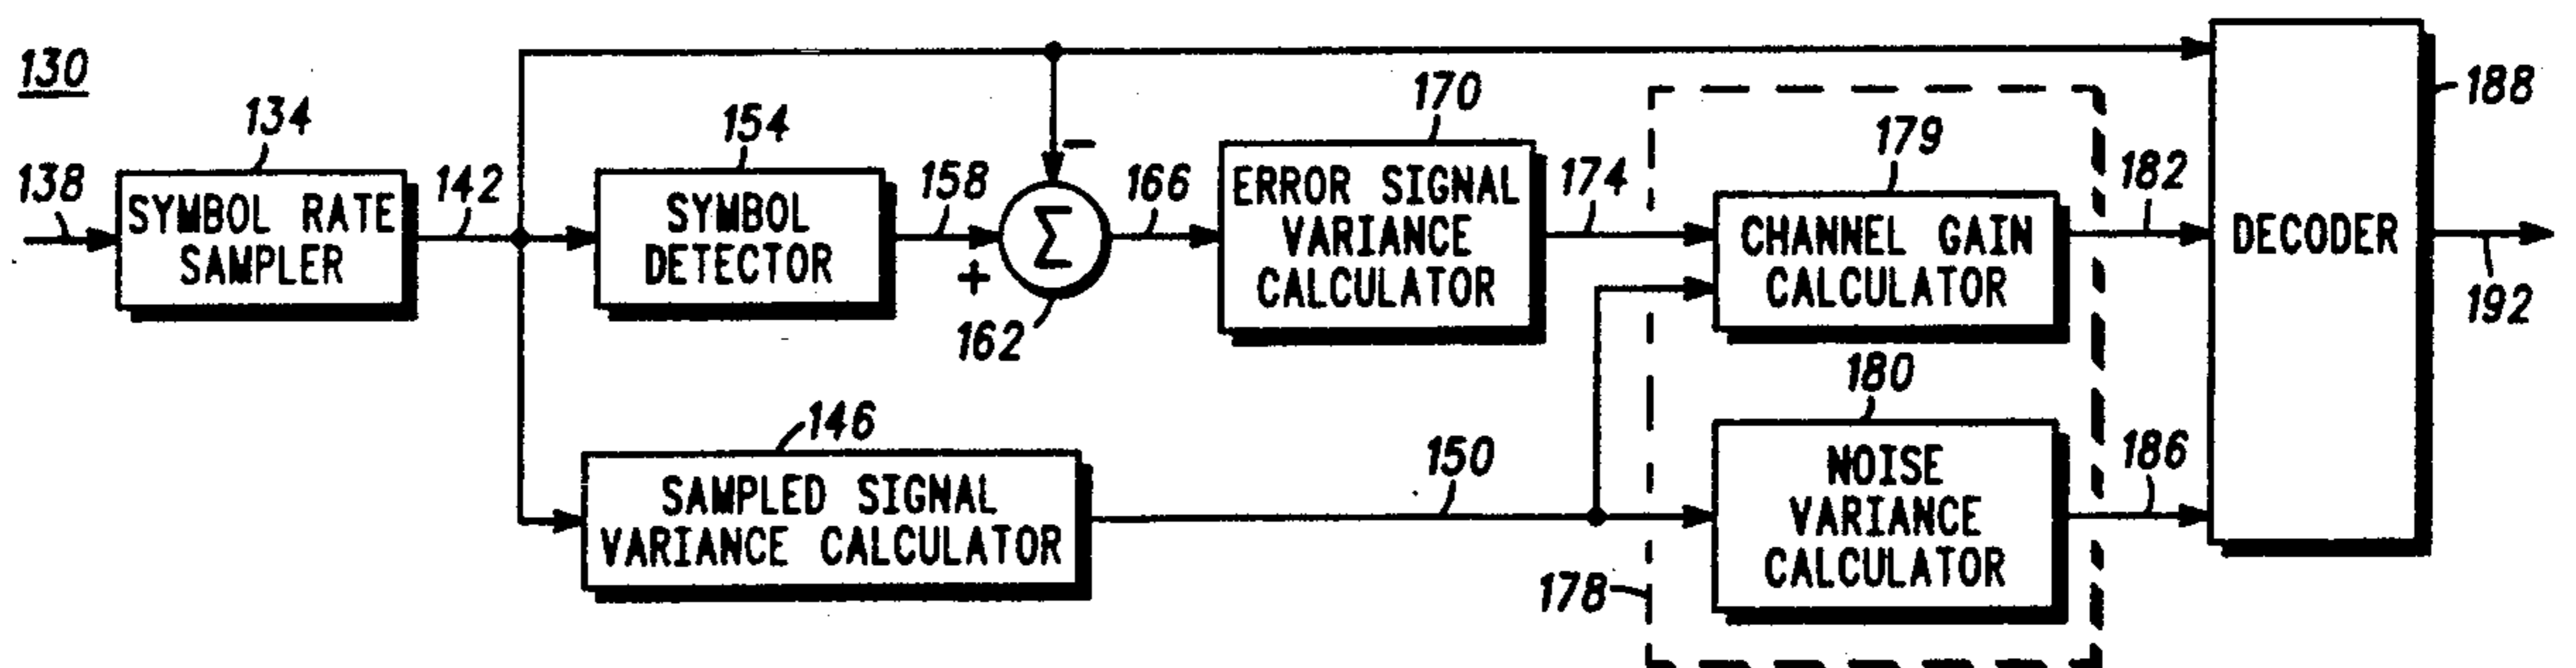 130
138
134
SYMBOL RATE
SAMPLER
142
154
SYMBOL
DETECTOR
158
+
−
Σ
162
166
170
ERROR SIGNAL
VARIANCE
CALCULATOR
174
179
CHANNEL GAIN
CALCULATOR
182
188
DECODER
192
146
SAMPLED SIGNAL
VARIANCE CALCULATOR
150
178
180
NOISE
VARIANCE
CALCULATOR
186